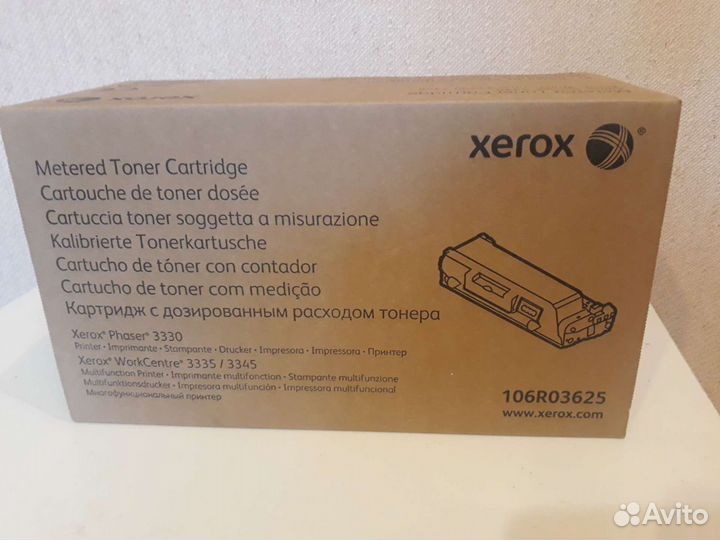 xerox
Metered Toner Cartridge
Cartouche de toner dosée
Cartuccia toner soggetta a misurazione
Kalibrierte Tonerkartusche
Cartucho de tóner con contador
Cartucho de toner com medição
Картридж с дозированным расходом тонера
Xerox® Phaser® 3330
Printer · Imprimante · Stampante · Drucker · Impresora · Impressora · Принтер
Xerox® WorkCentre® 3335 / 3345
Multifunction Printer · Imprimante multifonction · Stampante multifunzione
Multifunktionsdrucker · Impresora multifunción · Impressora multifuncional
Многофункциональный принтер
106R03625
www.xerox.com
Avito